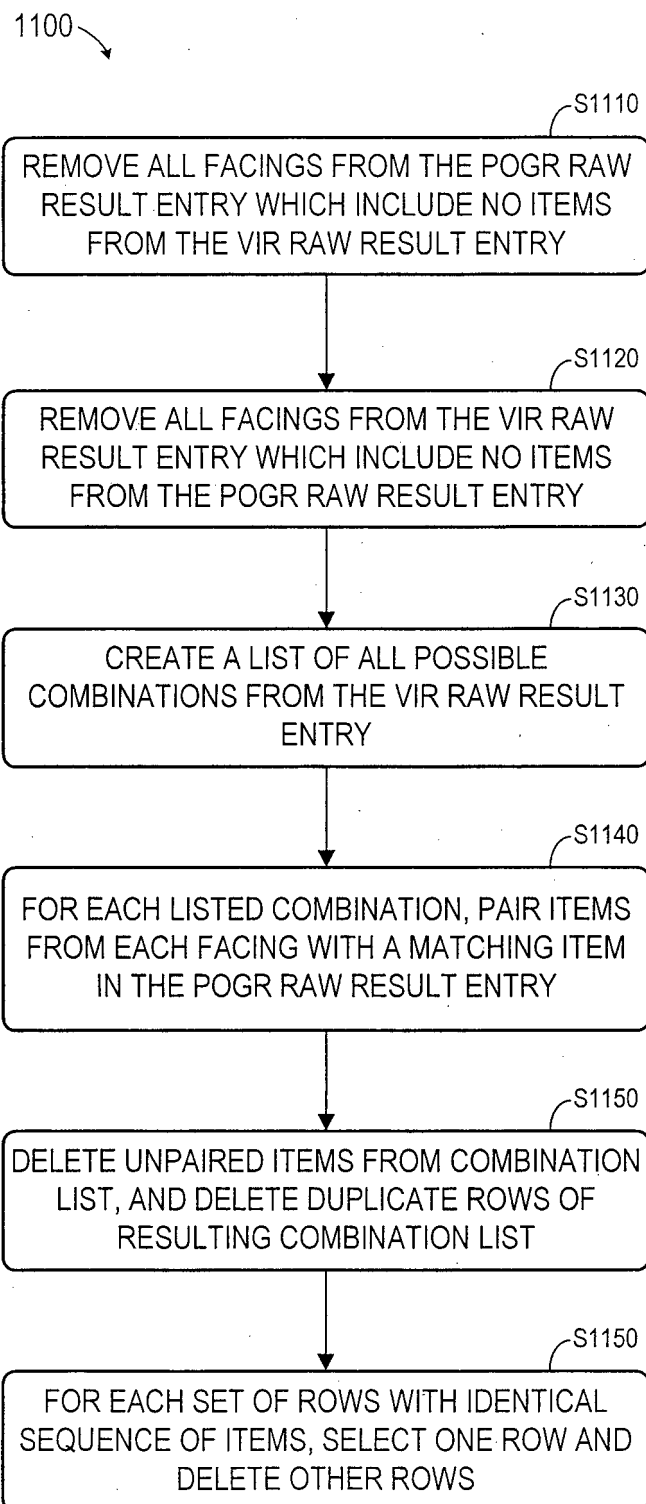 1100
S1110
REMOVE ALL FACINGS FROM THE POGR RAW
RESULT ENTRY WHICH INCLUDE NO ITEMS
FROM THE VIR RAW RESULT ENTRY
S1120
REMOVE ALL FACINGS FROM THE VIR RAW
RESULT ENTRY WHICH INCLUDE NO ITEMS
FROM THE POGR RAW RESULT ENTRY
S1130
CREATE A LIST OF ALL POSSIBLE
COMBINATIONS FROM THE VIR RAW RESULT
ENTRY
S1140
FOR EACH LISTED COMBINATION, PAIR ITEMS
FROM EACH FACING WITH A MATCHING ITEM
IN THE POGR RAW RESULT ENTRY
S1150
DELETE UNPAIRED ITEMS FROM COMBINATION
LIST, AND DELETE DUPLICATE ROWS OF
RESULTING COMBINATION LIST
S1150
FOR EACH SET OF ROWS WITH IDENTICAL
SEQUENCE OF ITEMS, SELECT ONE ROW AND
DELETE OTHER ROWS